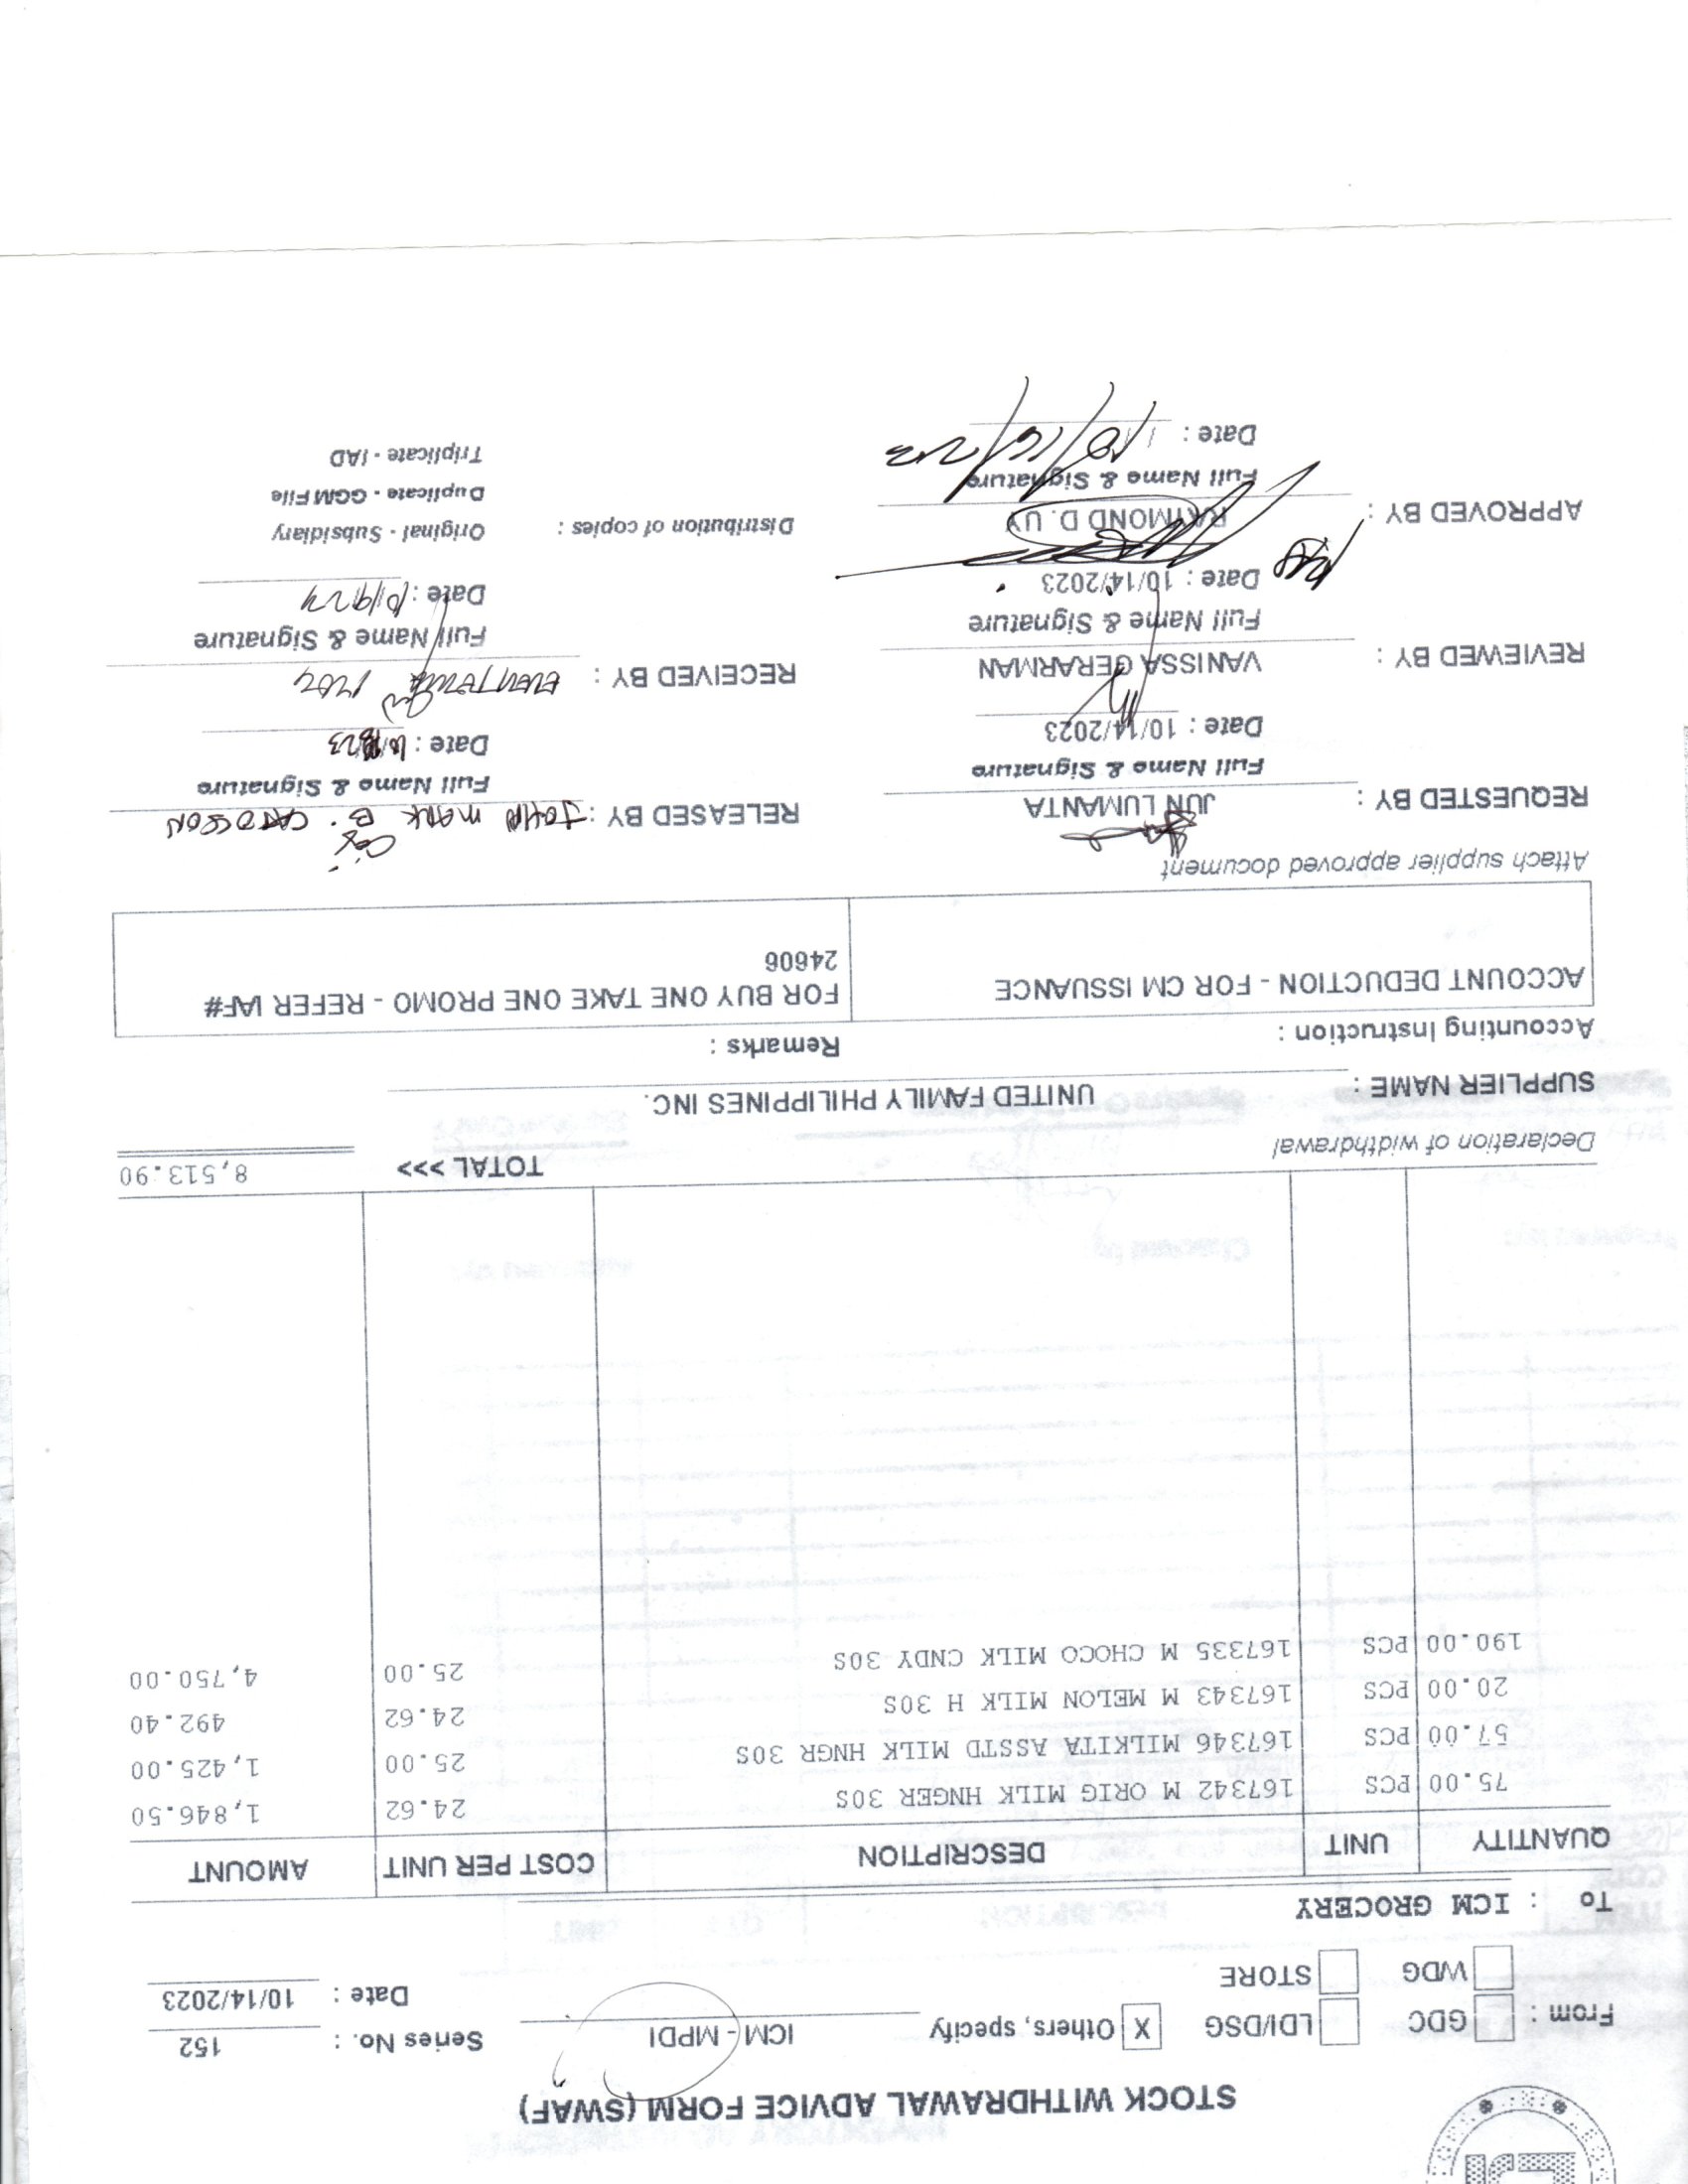 STOCK WITHDRAWAL ADVICE FORM (SWAF)
From : GDC LDI/DSG X Others, specify ICM - MPDI Series No. : 152
WDG STORE Date : 10/14/2023
To : ICM GROCERY
QUANTITY UNIT DESCRIPTION COST PER UNIT AMOUNT
75.00 PCS 167342 M ORIG MILK HNGER 30S 24.62 1,846.50
57.00 PCS 167346 MILKITA ASSTD MILK HNGR 30S 25.00 1,425.00
20.00 PCS 167343 M MELON MILK H 30S 24.62 492.40
190.00 PCS 167335 M CHOCO MILK CNDY 30S 25.00 4,750.00
TOTAL >>> 8,513.90
Declaration of widthdrawal
SUPPLIER NAME : UNITED FAMILY PHILIPPINES INC.
Accounting Instruction : Remarks :
ACCOUNT DEDUCTION - FOR CM ISSUANCE FOR BUY ONE TAKE ONE PROMO - REFER IAF#
24606
Attach supplier approved document
REQUESTED BY : JUN LUMANTA RELEASED BY : JOHN MARK B.
Full Name & Signature Full Name & Signature
Date : 10/14/2023 Date :
REVIEWED BY : VANISSA GERARMAN RECEIVED BY :
Full Name & Signature Full Name & Signature
Date : 10/14/2023 Date :
APPROVED BY : RAYMOND D. UY Distribution of copies : Original - Subsidiary
Full Name & Signature Duplicate - GGM File
Date : 10/16/2023 Triplicate - IAD